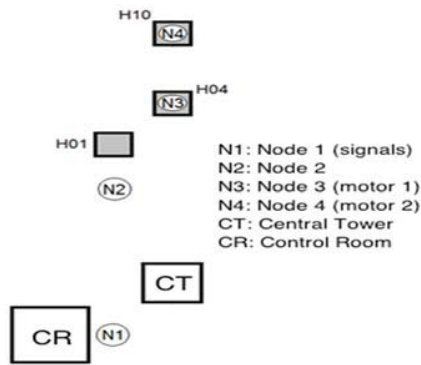 H10
N4
N3
H04
H01
N2
N1: Node 1 (signals)
N2: Node 2
N3: Node 3 (motor 1)
N4: Node 4 (motor 2)
CT: Central Tower
CR: Control Room
CT
CR
N1